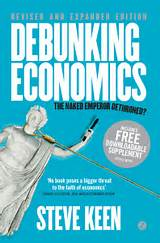 REVISED AND EXPANDED EDITION
DEBUNKING
ECONOMICS
THE NAKED EMPEROR DETHRONED?
INCLUDES
FREE
DOWNLOADABLE
SUPPLEMENT
'No book poses a bigger threat
to the faith of economics'
STEVE KEEN